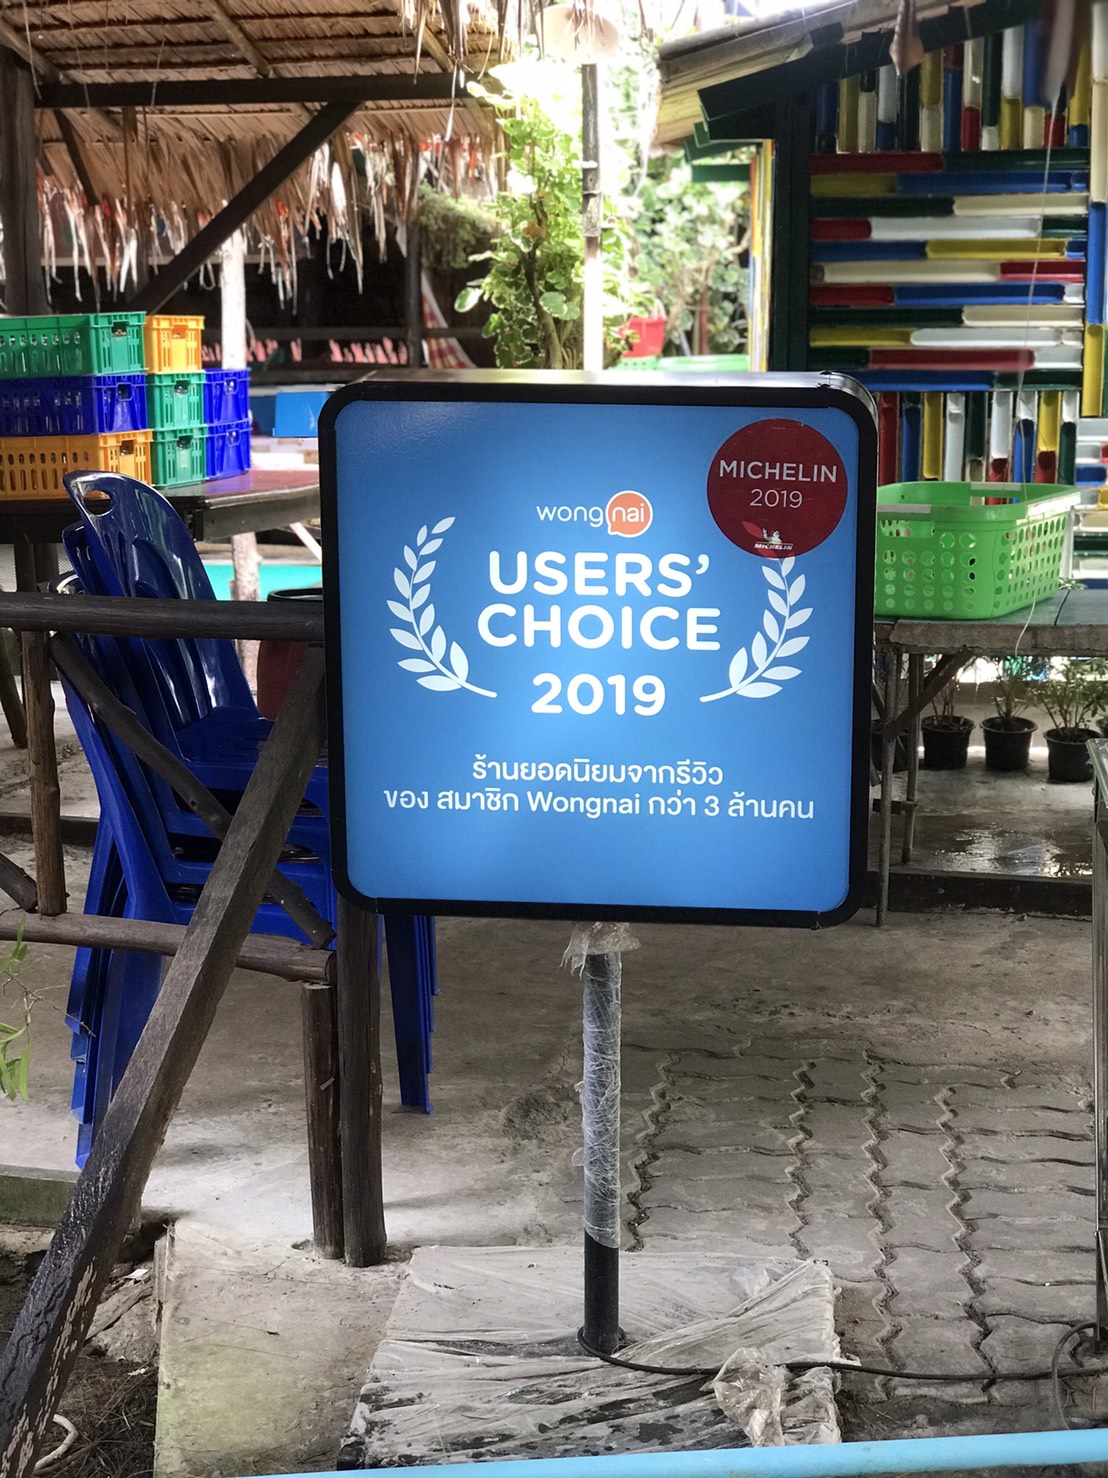 MICHELIN
2019
MICHELIN
wongnai
USERS'
CHOICE
2019
ร้านยอดนิยมจากรีวิว
ของ สมาชิก Wongnai กว่า 3 ล้านคน